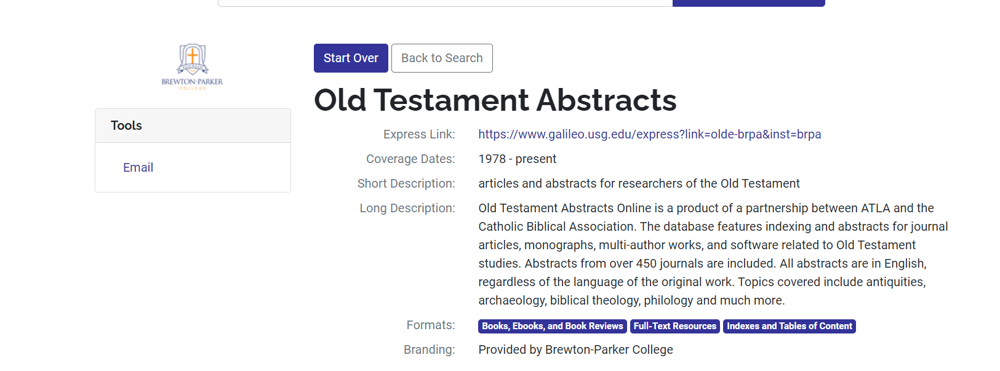 BREWTON-PARKER
COLLEGE
Tools
Email
Start Over
Back to Search
Old Testament Abstracts
Express Link: https://www.galileo.usg.edu/express?link=olde-brpa&inst=brpa
Coverage Dates: 1978 - present
Short Description: articles and abstracts for researchers of the Old Testament
Long Description: Old Testament Abstracts Online is a product of a partnership between ATLA and the
Catholic Biblical Association. The database features indexing and abstracts for journal
articles, monographs, multi-author works, and software related to Old Testament
studies. Abstracts from over 450 journals are included. All abstracts are in English,
regardless of the language of the original work. Topics covered include antiquities,
archaeology, biblical theology, philology and much more.
Formats: Books, Ebooks, and Book Reviews Full-Text Resources Indexes and Tables of Content
Branding: Provided by Brewton-Parker College